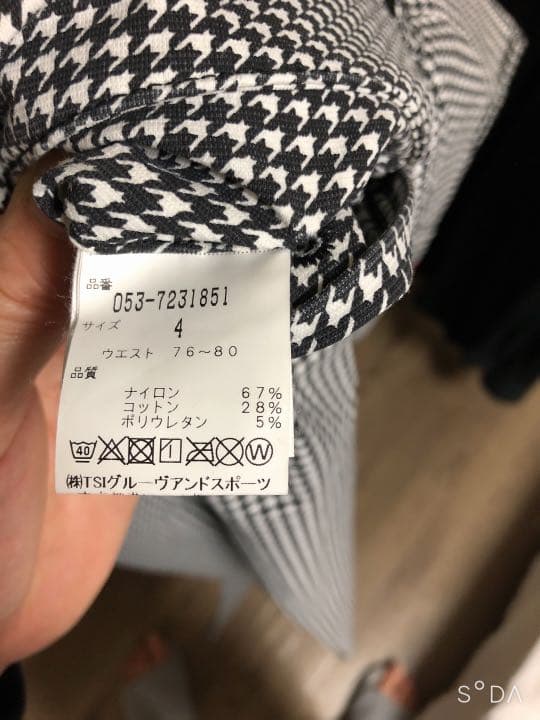 品番
053-7231851
サイズ 4
ウエスト 76〜80
品質
ナイロン 67%
コットン 28%
ポリウレタン 5%
40 W
㈱TSIグルーヴアンドスポーツ
S°DA